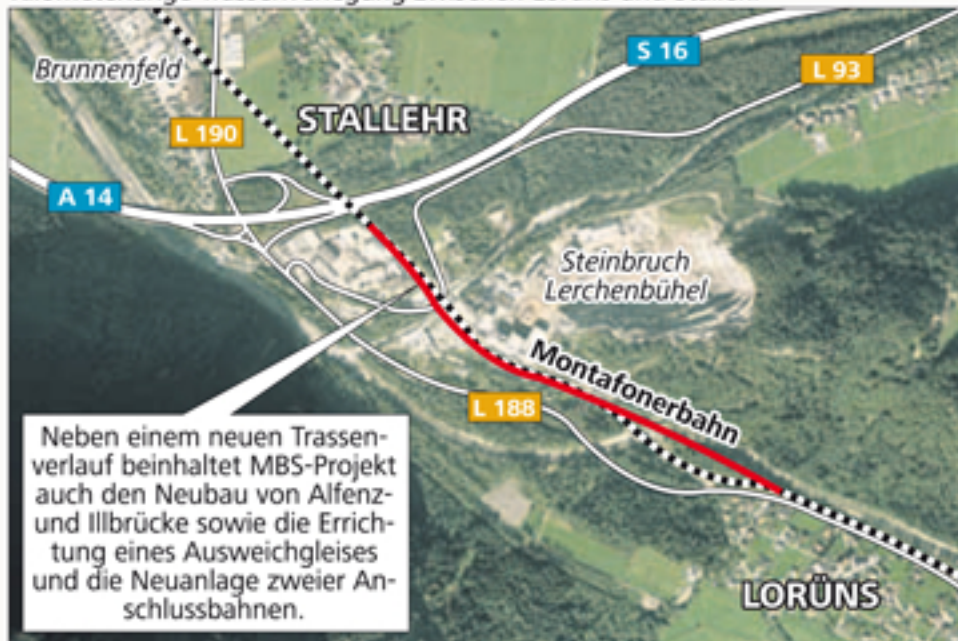 Brunnenfeld
S 16
L 93
L 190
STALLEHR
A 14
Steinbruch
Lerchenbühel
Montafonerbahn
L 188
Neben einem neuen Trassen-
verlauf beinhaltet MBS-Projekt
auch den Neubau von Alfenz-
und Illbrücke sowie die Errich-
tung eines Ausweichgleises
und die Neuanlage zweier An-
schlussbahnen.
LORÜNS